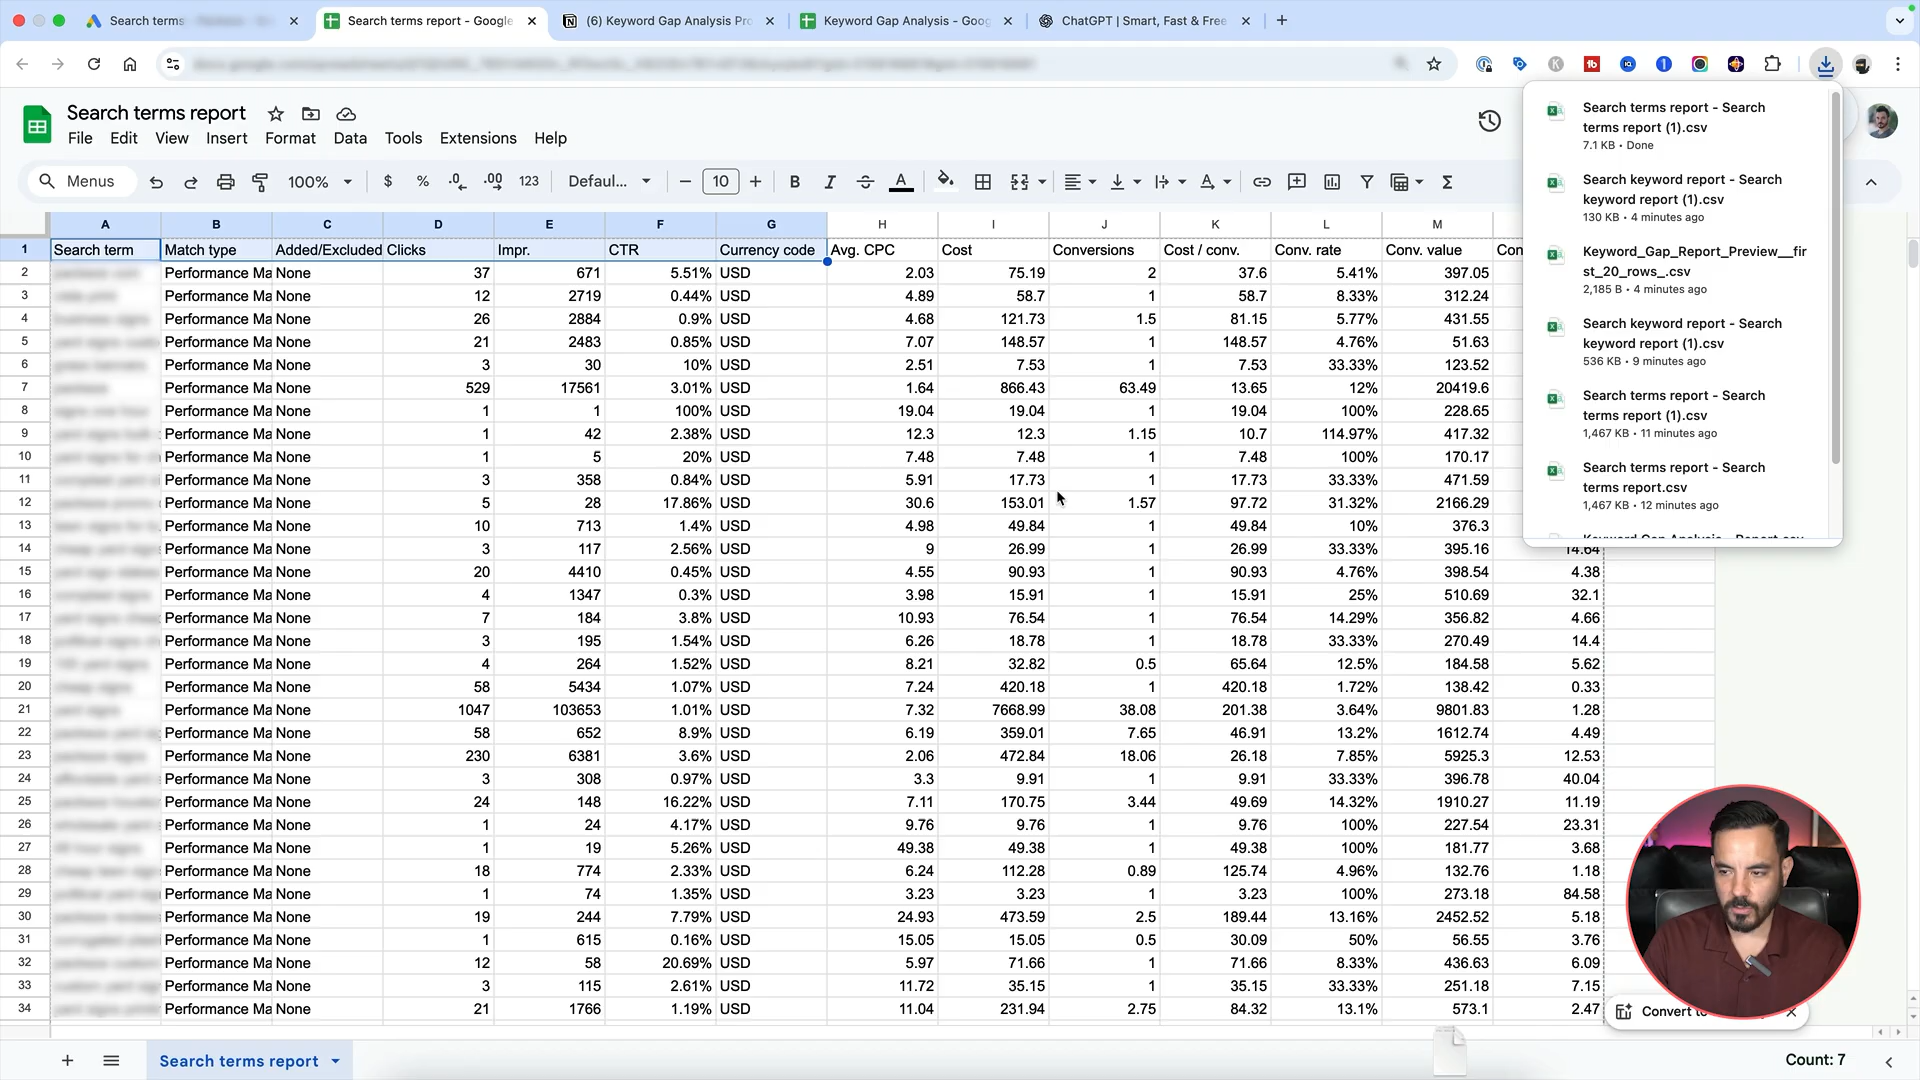 Search terms
Search terms report - Google
(6) Keyword Gap Analysis Pro
Keyword Gap Analysis - Goog
ChatGPT | Smart, Fast & Free
Search terms report
File Edit View Insert Format Data Tools Extensions Help
Menus 100% $ % .0 .00 123 Defaul... 10 B I A
A B C D E F G H I J K L M
1 Search term Match type Added/Excluded Clicks Impr. CTR Currency code Avg. CPC Cost Conversions Cost / conv. Conv. rate Conv. value Con
2 Performance Ma None 37 671 5.51% USD 2.03 75.19 2 37.6 5.41% 397.05
3 Performance Ma None 12 2719 0.44% USD 4.89 58.7 1 58.7 8.33% 312.24
4 Performance Ma None 26 2884 0.9% USD 4.68 121.73 1.5 81.15 5.77% 431.55
5 Performance Ma None 21 2483 0.85% USD 7.07 148.57 1 148.57 4.76% 51.63
6 Performance Ma None 3 30 10% USD 2.51 7.53 1 7.53 33.33% 123.52
7 Performance Ma None 529 17561 3.01% USD 1.64 866.43 63.49 13.65 12% 20419.6
8 Performance Ma None 1 1 100% USD 19.04 19.04 1 19.04 100% 228.65
9 Performance Ma None 1 42 2.38% USD 12.3 12.3 1.15 10.7 114.97% 417.32
10 Performance Ma None 1 5 20% USD 7.48 7.48 1 7.48 100% 170.17
11 Performance Ma None 3 358 0.84% USD 5.91 17.73 1 17.73 33.33% 471.59
12 Performance Ma None 5 28 17.86% USD 30.6 153.01 1.57 97.72 31.32% 2166.29
13 Performance Ma None 10 713 1.4% USD 4.98 49.84 1 49.84 10% 376.3
14 Performance Ma None 3 117 2.56% USD 9 26.99 1 26.99 33.33% 395.16 14.64
15 Performance Ma None 20 4410 0.45% USD 4.55 90.93 1 90.93 4.76% 398.54 4.38
16 Performance Ma None 4 1347 0.3% USD 3.98 15.91 1 15.91 25% 510.69 32.1
17 Performance Ma None 7 184 3.8% USD 10.93 76.54 1 76.54 14.29% 356.82 4.66
18 Performance Ma None 3 195 1.54% USD 6.26 18.78 1 18.78 33.33% 270.49 14.4
19 Performance Ma None 4 264 1.52% USD 8.21 32.82 0.5 65.64 12.5% 184.58 5.62
20 Performance Ma None 58 5434 1.07% USD 7.24 420.18 1 420.18 1.72% 138.42 0.33
21 Performance Ma None 1047 103653 1.01% USD 7.32 7668.99 38.08 201.38 3.64% 9801.83 1.28
22 Performance Ma None 58 652 8.9% USD 6.19 359.01 7.65 46.91 13.2% 1612.74 4.49
23 Performance Ma None 230 6381 3.6% USD 2.06 472.84 18.06 26.18 7.85% 5925.3 12.53
24 Performance Ma None 3 308 0.97% USD 3.3 9.91 1 9.91 33.33% 396.78 40.04
25 Performance Ma None 24 148 16.22% USD 7.11 170.75 3.44 49.69 14.32% 1910.27 11.19
26 Performance Ma None 1 24 4.17% USD 9.76 9.76 1 9.76 100% 227.54 23.31
27 Performance Ma None 1 19 5.26% USD 49.38 49.38 1 49.38 100% 181.77 3.68
28 Performance Ma None 18 774 2.33% USD 6.24 112.28 0.89 125.74 4.96% 132.76 1.18
29 Performance Ma None 1 74 1.35% USD 3.23 3.23 1 3.23 100% 273.18 84.58
30 Performance Ma None 19 244 7.79% USD 24.93 473.59 2.5 189.44 13.16% 2452.52 5.18
31 Performance Ma None 1 615 0.16% USD 15.05 15.05 0.5 30.09 50% 56.55 3.76
32 Performance Ma None 12 58 20.69% USD 5.97 71.66 1 71.66 8.33% 436.63 6.09
33 Performance Ma None 3 115 2.61% USD 11.72 35.15 1 35.15 33.33% 251.18 7.15
34 Performance Ma None 21 1766 1.19% USD 11.04 231.94 2.75 84.32 13.1% 573.1 2.47
Search terms report - Search
terms report (1).csv
7.1 KB • Done
Search keyword report - Search
keyword report (1).csv
130 KB • 4 minutes ago
Keyword_Gap_Report_Preview__fir
st_20_rows_.csv
2,185 B • 4 minutes ago
Search keyword report - Search
keyword report (1).csv
536 KB • 9 minutes ago
Search terms report - Search
terms report (1).csv
1,467 KB • 11 minutes ago
Search terms report - Search
terms report.csv
1,467 KB • 12 minutes ago
Keyword Gap Analysis - Report.csv
Convert to
Search terms report
Count: 7